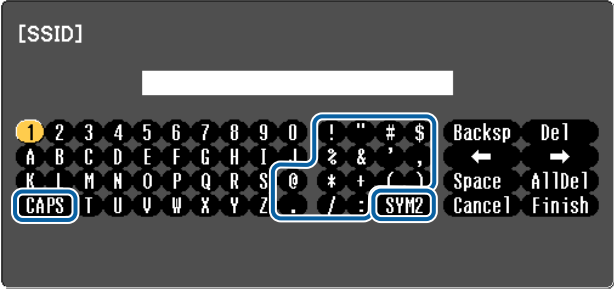 [SSID]
1 2 3 4 5 6 7 8 9 0 ! " # $ Backsp Del
A B C D E F G H I J % & ' , ← →
K L M N O P Q R S @ * + ( ) Space AllDel
CAPS T U V W X Y Z . / : SYM2 Cancel Finish